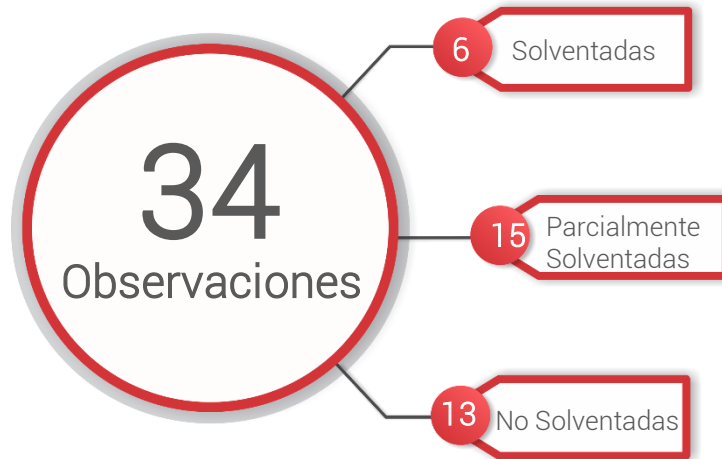 34
Observaciones
6
Solventadas
15
Parcialmente
Solventadas
13
No Solventadas